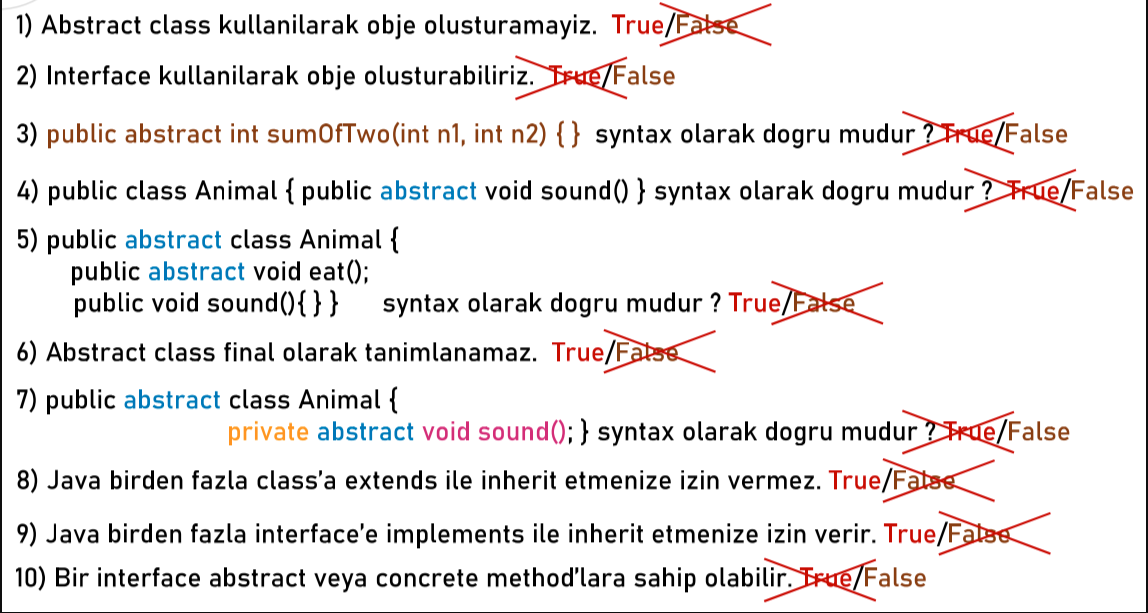 1) Abstract class kullanilarak obje olusturamayiz. True/False
2) Interface kullanilarak obje olusturabiliriz. True/False
3) public abstract int sumOfTwo(int n1, int n2) { } syntax olarak dogru mudur ? True/False
4) public class Animal { public abstract void sound() } syntax olarak dogru mudur ? True/False
5) public abstract class Animal {
public abstract void eat();
public void sound(){ } } syntax olarak dogru mudur ? True/False
6) Abstract class final olarak tanimlanamaz. True/False
7) public abstract class Animal {
private abstract void sound(); } syntax olarak dogru mudur ? True/False
8) Java birden fazla class'a extends ile inherit etmenize izin vermez. True/False
9) Java birden fazla interface'e implements ile inherit etmenize izin verir. True/False
10) Bir interface abstract veya concrete method'lara sahip olabilir. True/False